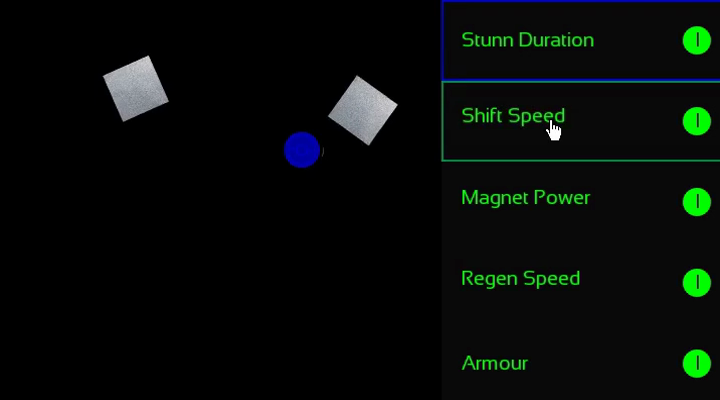 Stunn Duration
Shift Speed
Magnet Power
Regen Speed
Armour